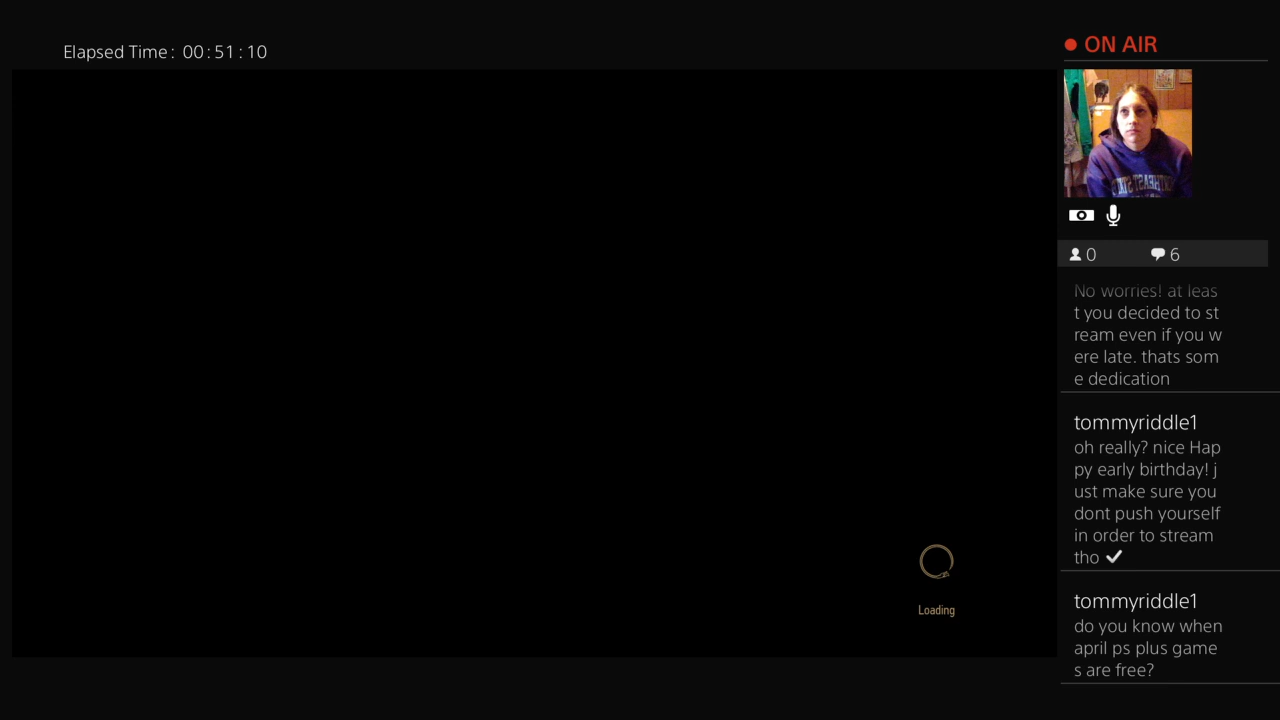 Elapsed Time: 00:51:10
ON AIR
0 6
No worries! at leas
t you decided to st
ream even if you w
ere late. thats som
e dedication
tommyriddle1
oh really? nice Hap
py early birthday! j
ust make sure you
dont push yourself
in order to stream
tho ✔
tommyriddle1
do you know when
april ps plus game
s are free?
Loading